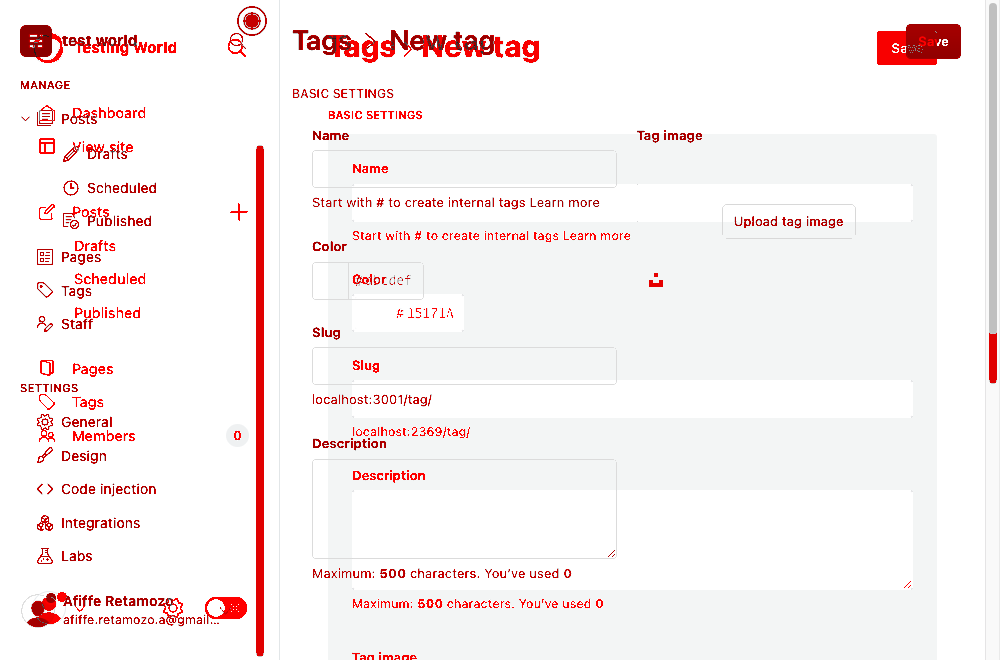 test world
Testing World
Tags > New tag
Tags > New tag
Save
Save
MANAGE
BASIC SETTINGS
BASIC SETTINGS
Dashboard
Posts
View site
Drafts
Scheduled
Posts
Published
Drafts
Pages
Scheduled
Tags
Published
Staff
Pages
SETTINGS
Tags
General
Members
0
Design
Code injection
Integrations
Labs
Afiffe Retamozo
afiffe.retamozo.a@gmail...
Name
Tag image
Name
Start with # to create internal tags Learn more
Upload tag image
Start with # to create internal tags Learn more
Color
Color
# 15171A
Slug
Slug
localhost:3001/tag/
localhost:2369/tag/
Description
Description
Maximum: 500 characters. You've used 0
Maximum: 500 characters. You've used 0
Tag image